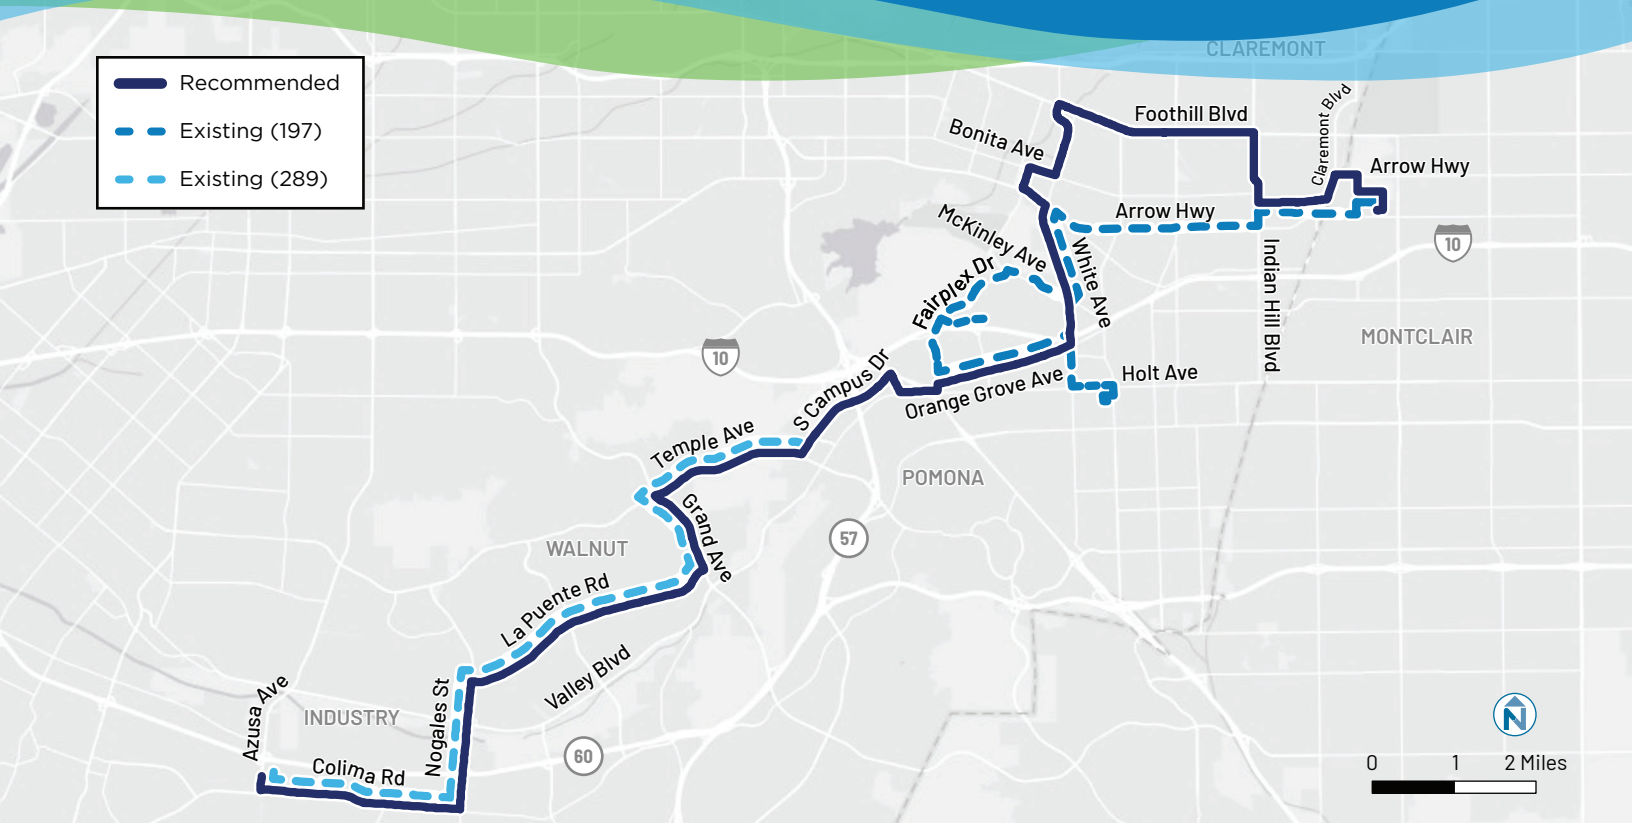 CLAREMONT
Recommended
Existing (197)
Existing (289)
Foothill Blvd
Claremont Blvd
Bonita Ave
Arrow Hwy
Arrow Hwy
McKinley Ave
White Ave
Fairplex Dr
Indian Hill Blvd
10
MONTCLAIR
10
S Campus Dr
Holt Ave
Orange Grove Ave
Temple Ave
POMONA
Grand Ave
57
WALNUT
La Puente Rd
Valley Blvd
Azusa Ave
INDUSTRY
Nogales St
Colima Rd
60
N
0 1 2 Miles